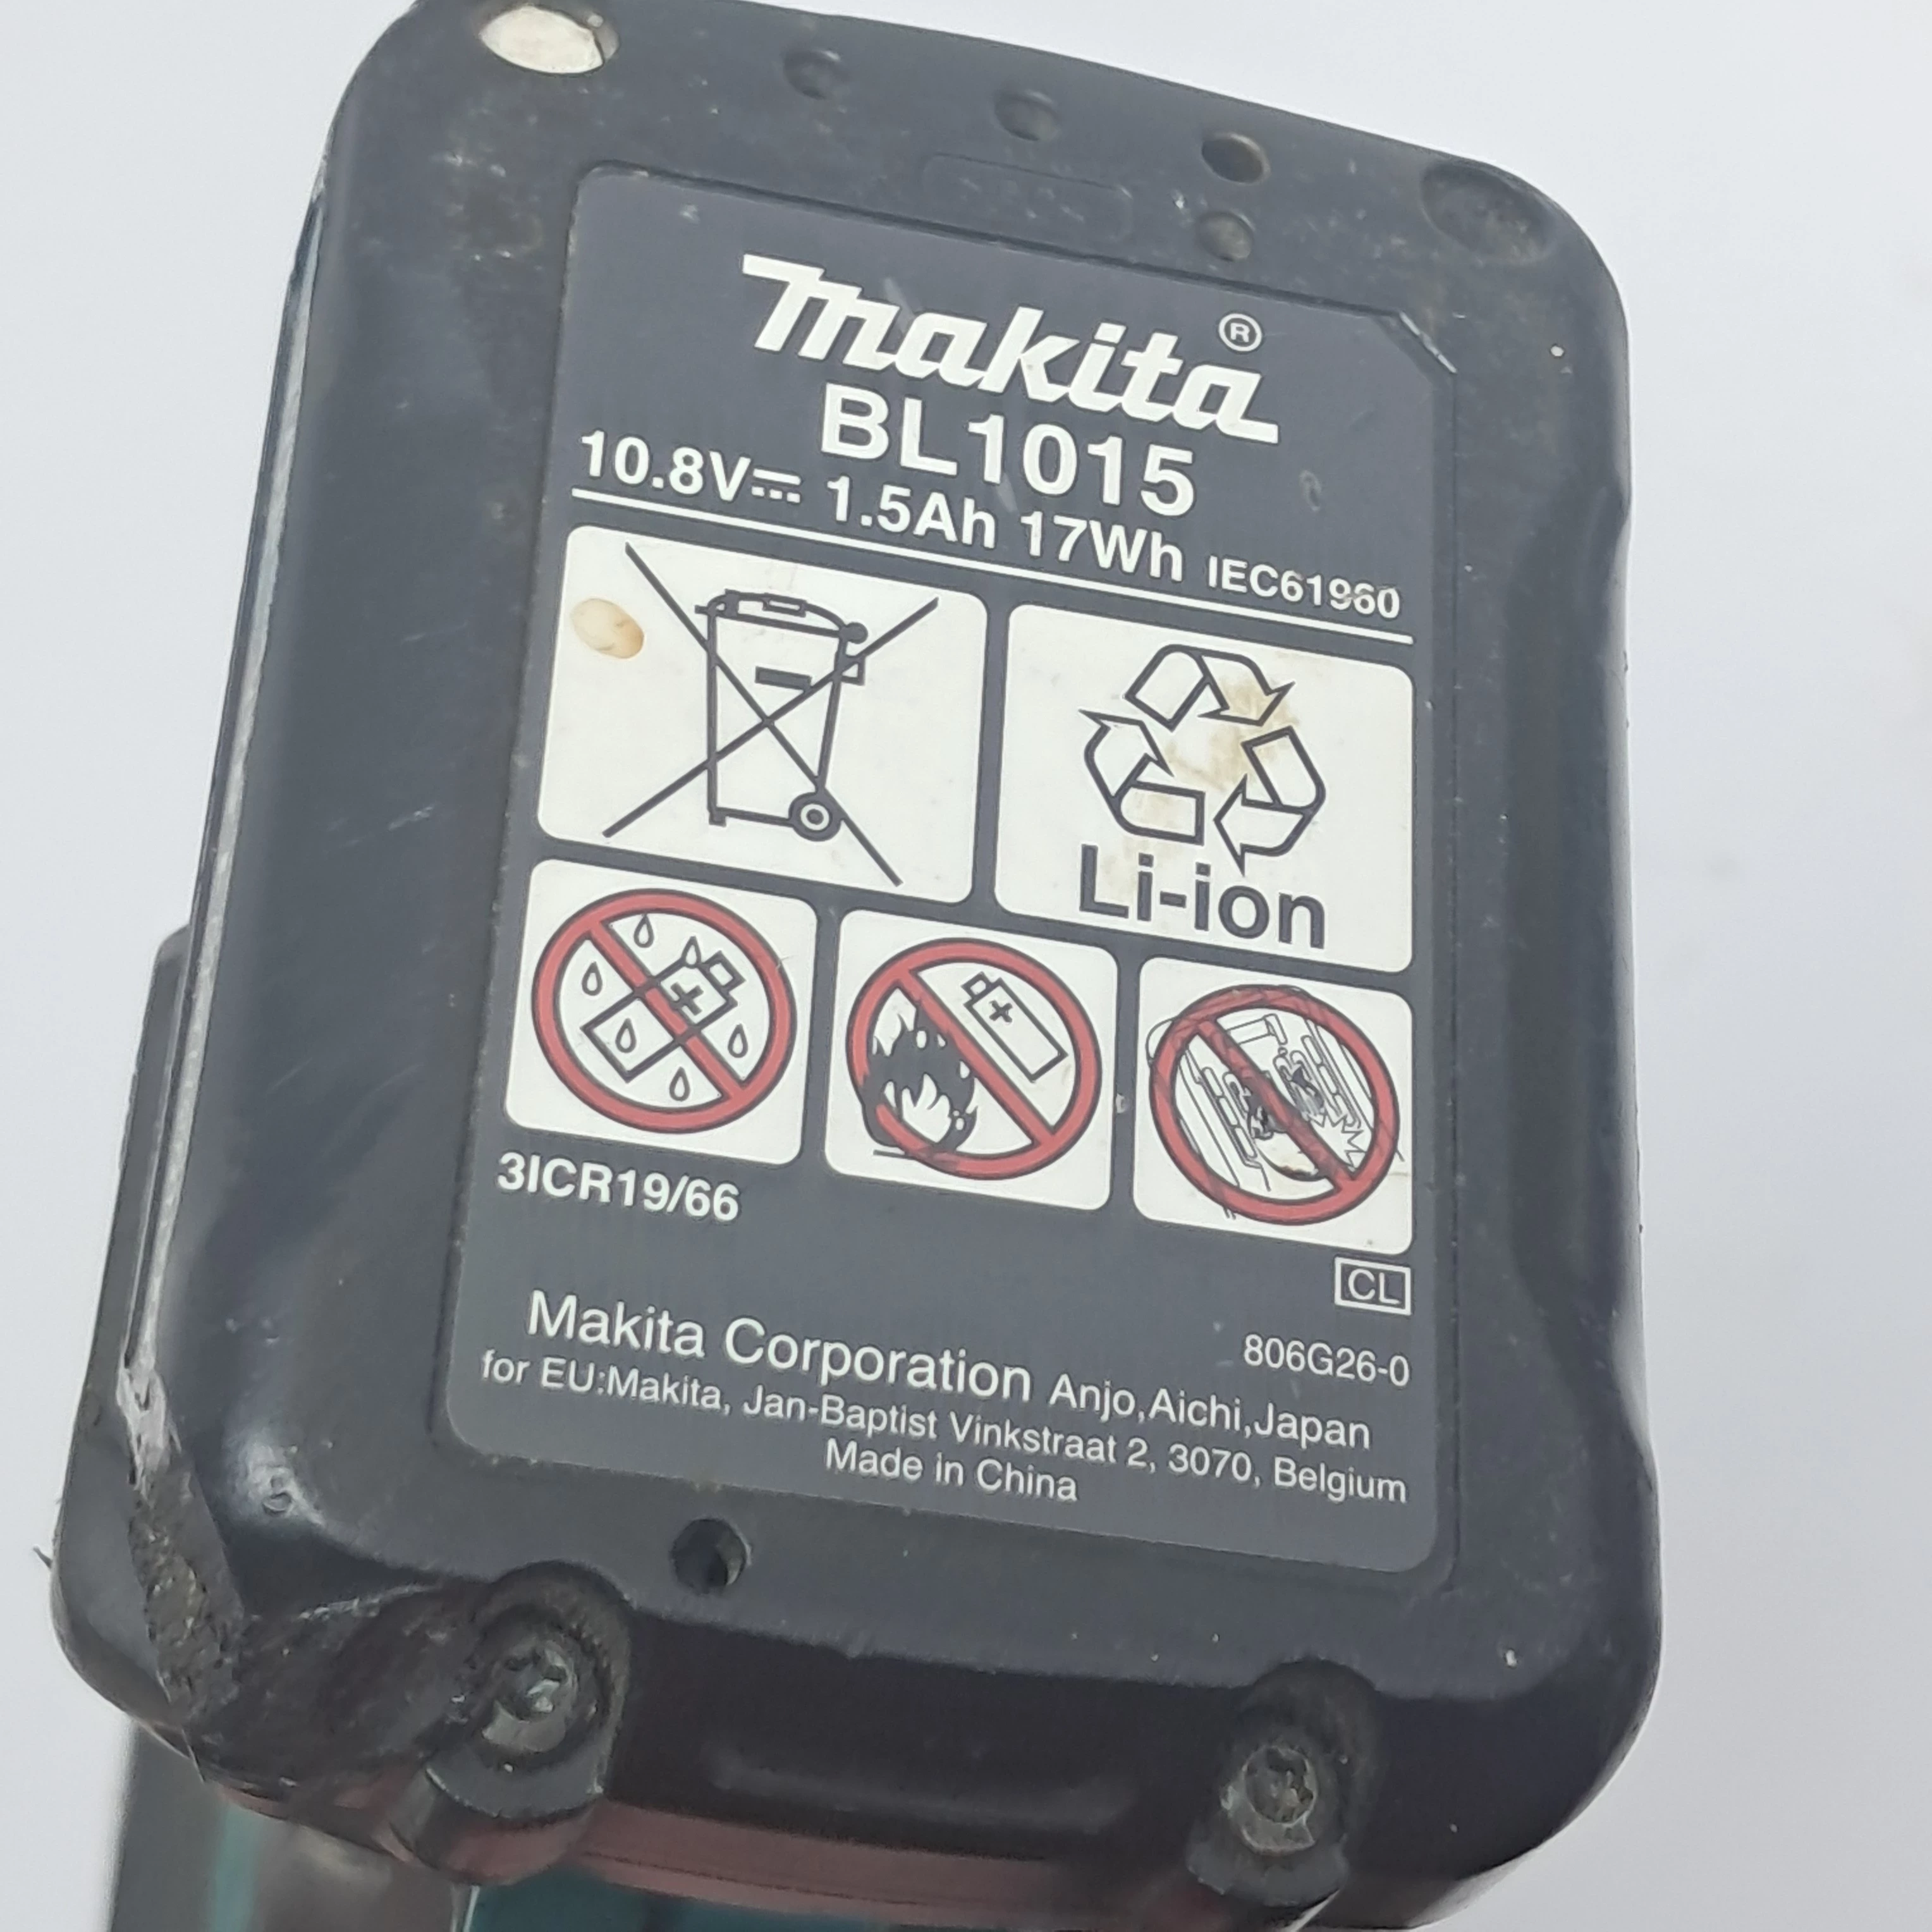 makita®
BL1015
10.8V⎓ 1.5Ah 17Wh IEC61960
Li-ion
3ICR19/66
CL
806G26-0
Makita Corporation Anjo,Aichi,Japan
for EU:Makita, Jan-Baptist Vinkstraat 2, 3070, Belgium
Made in China